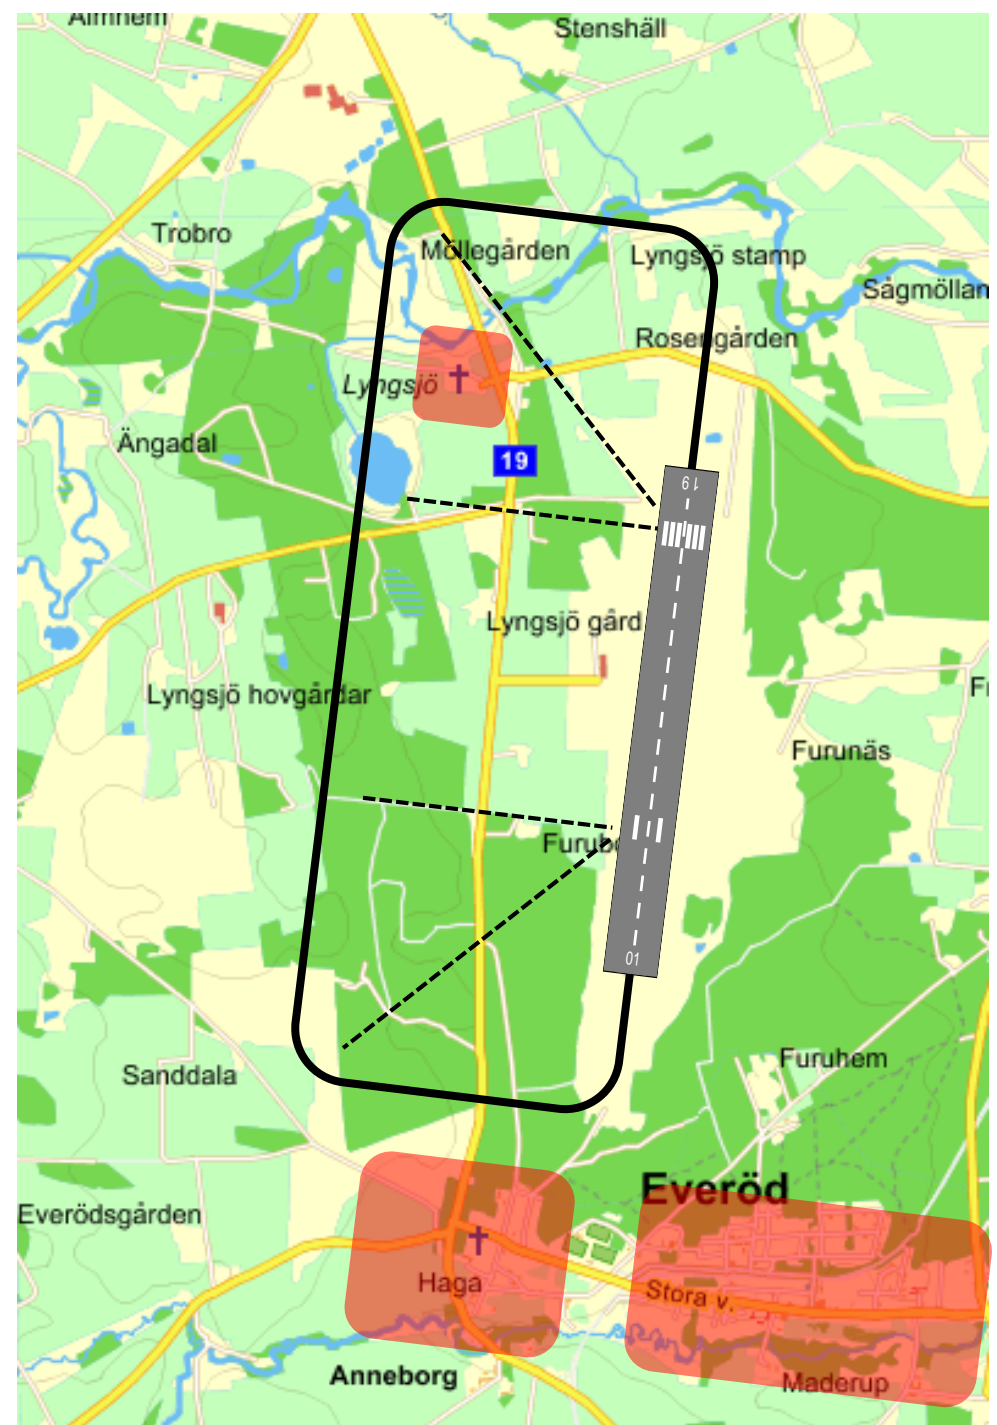 Almhem
Stenshäll
Trobro
Möllegården
Lyngsjö stamp
Sågmöllan
Rosengården
Lyngsjö
Ängadal
19
19
Lyngsjö gård
Lyngsjö hovgårdar
Furunäs
01
Furuhem
Sanddala
Everöd
Everödsgården
Haga
Stora v.
Anneborg
Maderup